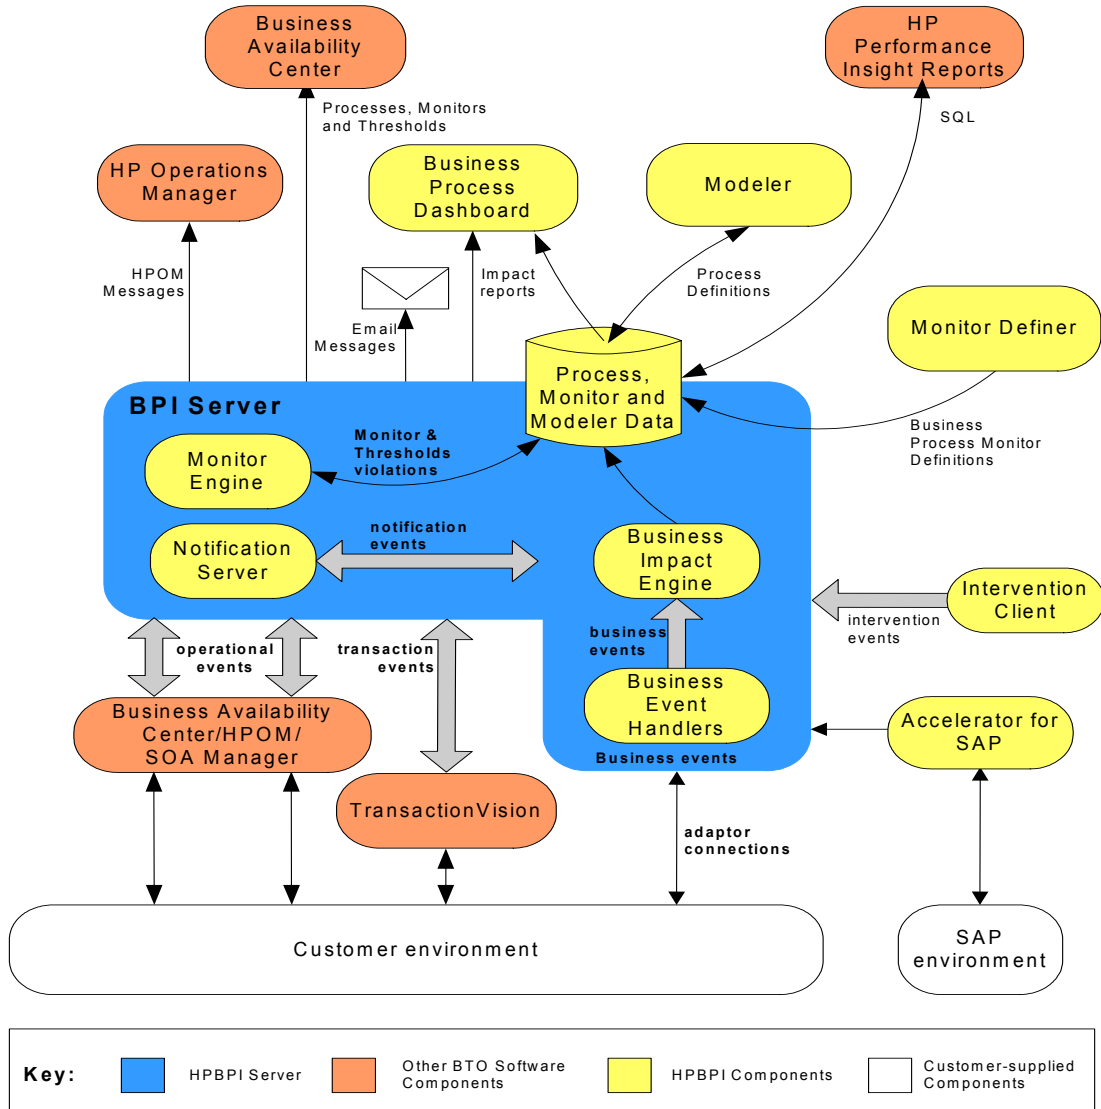 Business
Availability
Center
HP
Performance
Insight Reports
Processes, Monitors
and Thresholds
SQL
HP Operations
Manager
Business
Process
Dashboard
Modeler
HPOM
Messages
Impact
reports
Process
Definitions
Email
Messages
Monitor Definer
BPI Server
Process,
Monitor and
Modeler Data
Business
Process Monitor
Definitions
Monitor
Engine
Monitor &
Thresholds
violations
Notification
Server
notification
events
Business
Impact
Engine
Intervention
Client
intervention
events
operational
events
transaction
events
business
events
Business
Event
Handlers
Business events
Business Availability
Center/HPOM/
SOA Manager
Accelerator for
SAP
TransactionVision
adaptor
connections
Customer environment
SAP
environment
Key:
HPBPI Server
Other BTO Software
Components
HPBPI Components
Customer-supplied
Components